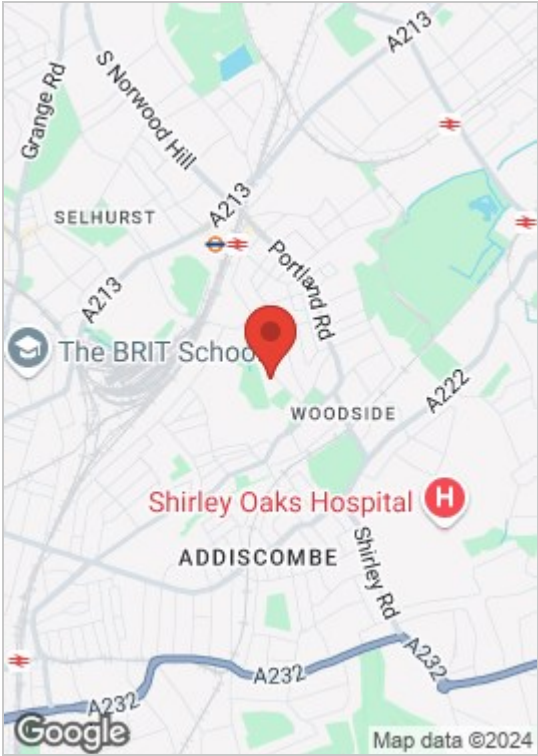 A213
Grange Rd
S Norwood Hill
SELHURST
A213
Portland Rd
A213
The BRIT School
WOODSIDE
A222
Shirley Oaks Hospital
H
ADDISCOMBE
Shirley Rd
A232
A232
A232
Google
Map data ©2024